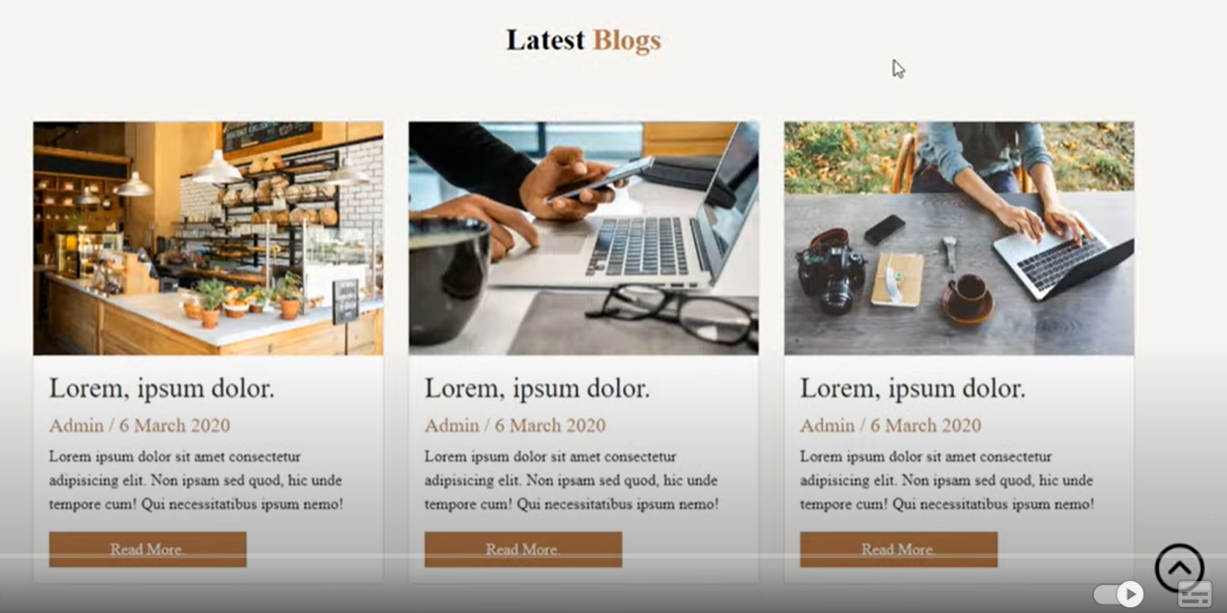 Latest Blogs
Lorem, ipsum dolor.
Admin / 6 March 2020
Lorem ipsum dolor sit amet consectetur
adipisicing elit. Non ipsam sed quod, hic unde
tempore cum! Qui necessitatibus ipsum nemo!
Read More.
Lorem, ipsum dolor.
Admin / 6 March 2020
Lorem ipsum dolor sit amet consectetur
adipisicing elit. Non ipsam sed quod, hic unde
tempore cum! Qui necessitatibus ipsum nemo!
Read More.
Lorem, ipsum dolor.
Admin / 6 March 2020
Lorem ipsum dolor sit amet consectetur
adipisicing elit. Non ipsam sed quod, hic unde
tempore cum! Qui necessitatibus ipsum nemo!
Read More.